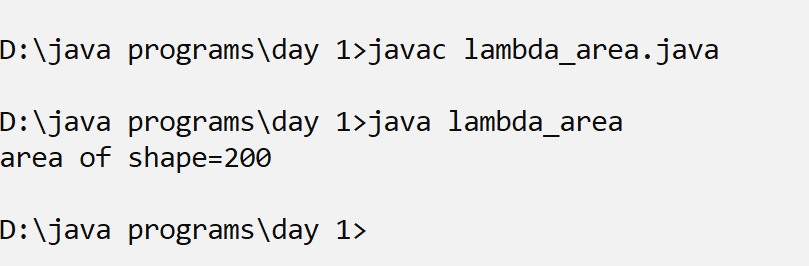 D:\java programs\day 1>javac lambda_area.java
D:\java programs\day 1>java lambda_area
area of shape=200
D:\java programs\day 1>